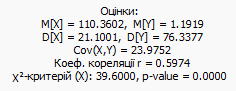 Оцінки:
M[X] = 110.3602, M[Y] = 1.1919
D[X] = 21.1001, D[Y] = 76.3377
Cov(X,Y) = 23.9752
Коеф. кореляції r = 0.5974
χ²-критерій (X): 39.6000, p-value = 0.0000